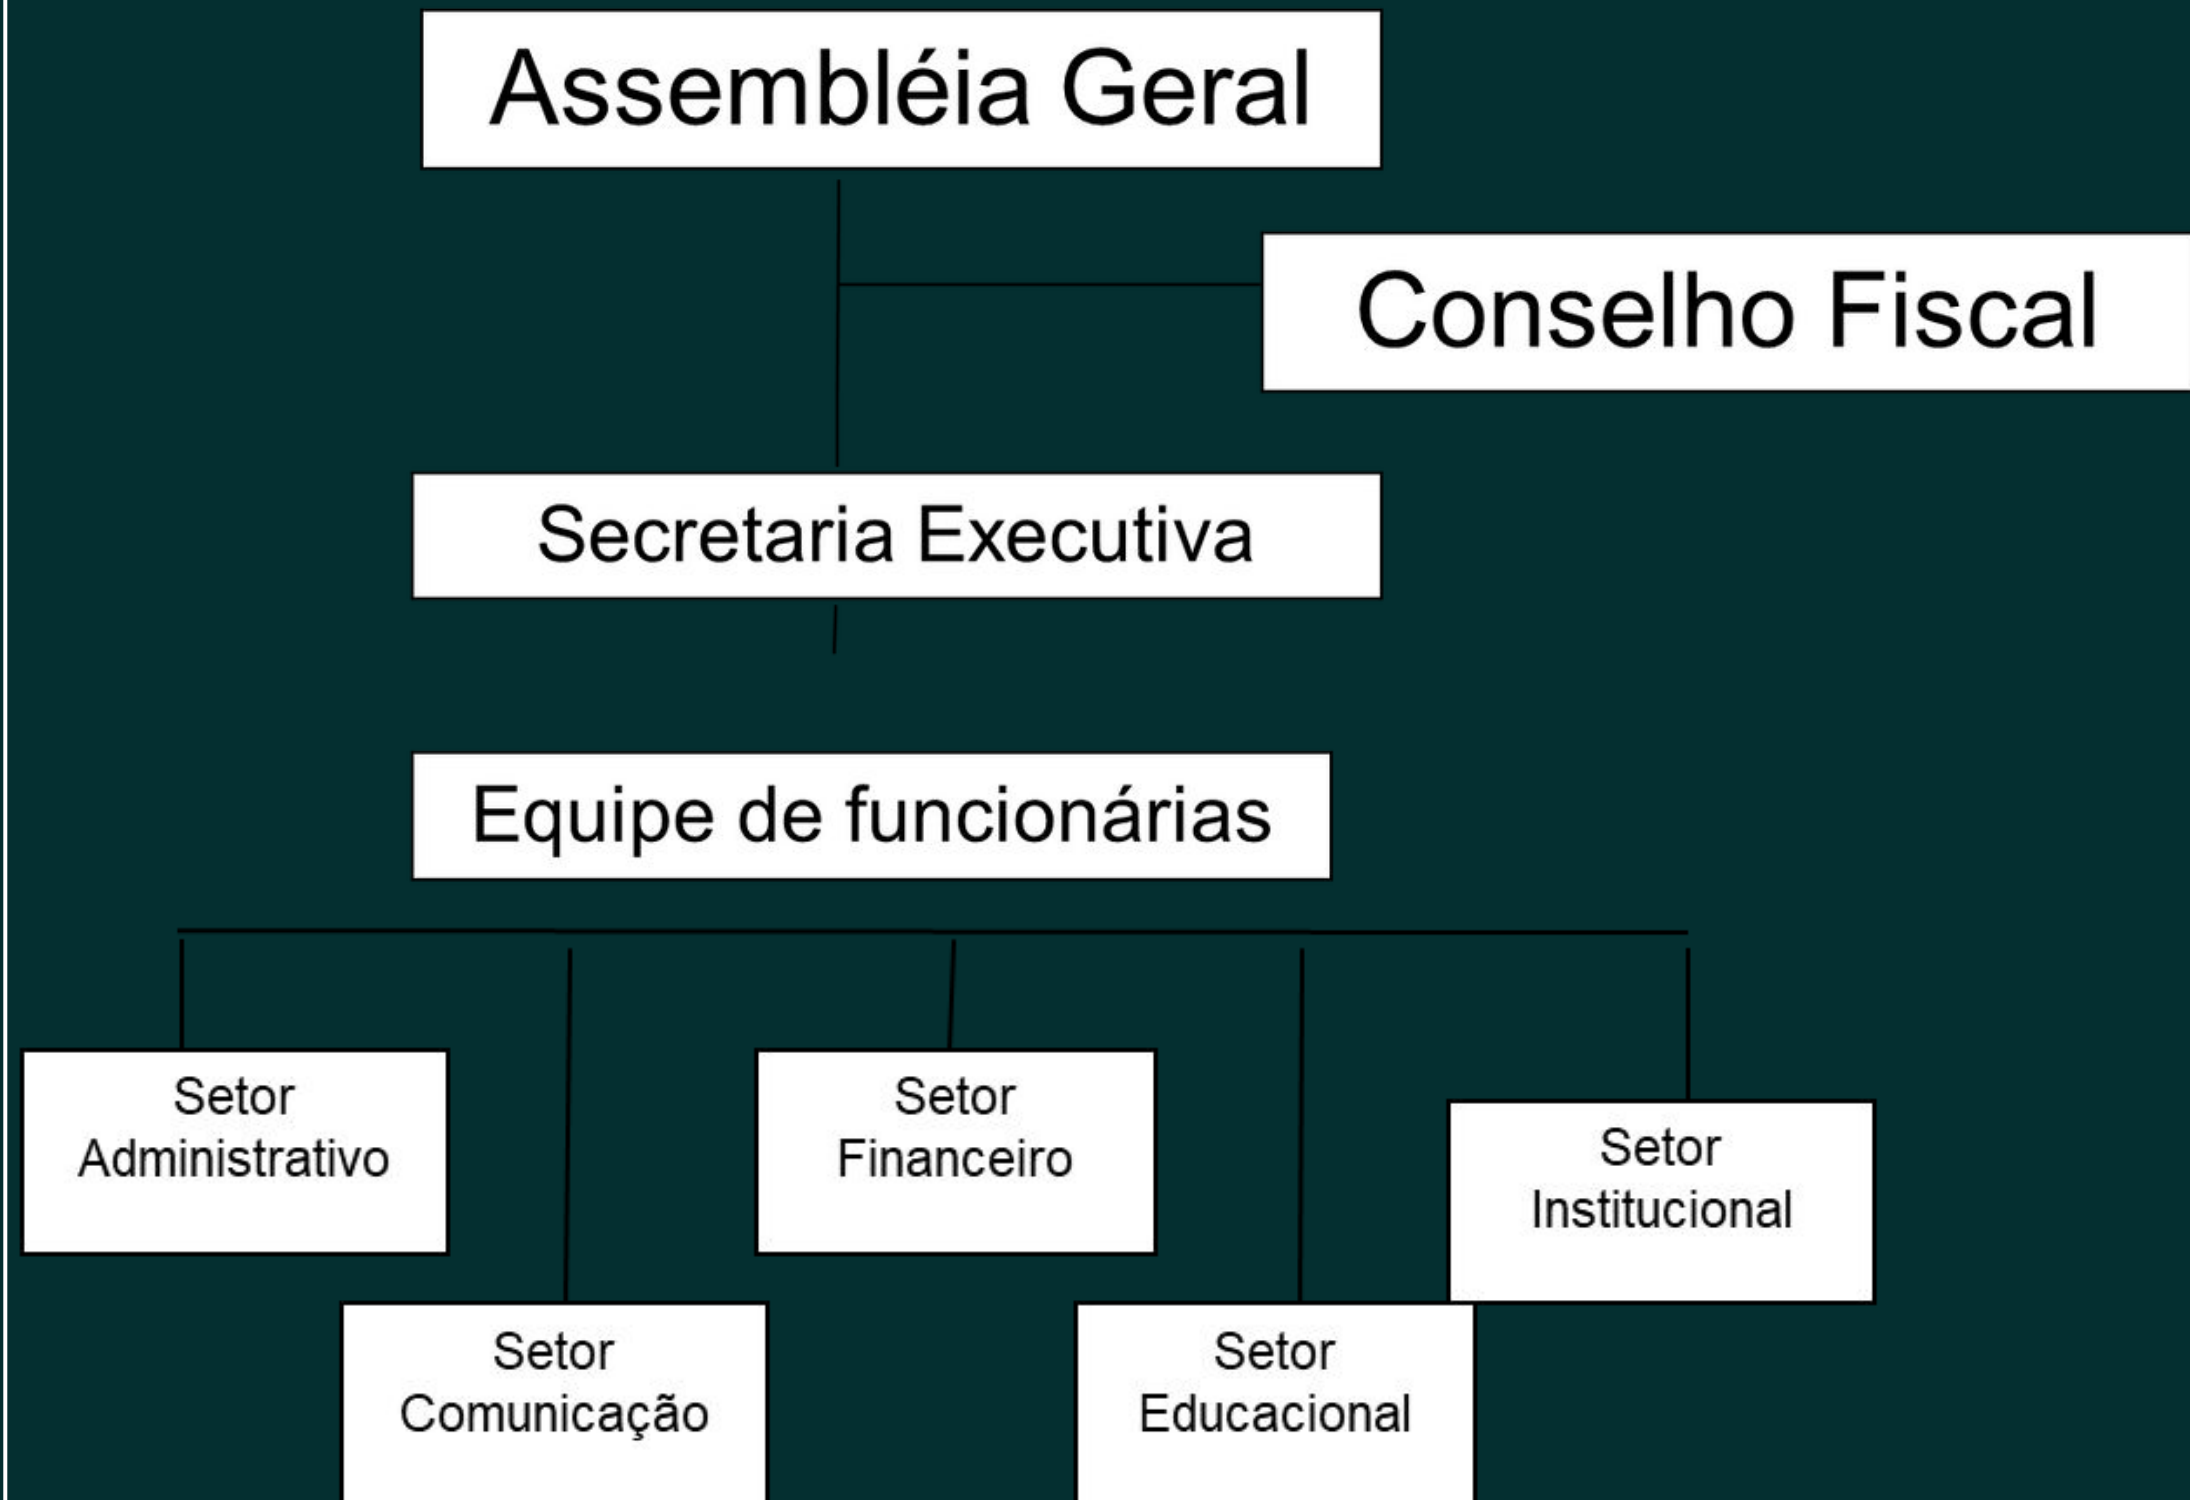 Assembléia Geral
Conselho Fiscal
Secretaria Executiva
Equipe de funcionárias
Setor
Administrativo
Setor
Financeiro
Setor
Institucional
Setor
Comunicação
Setor
Educacional